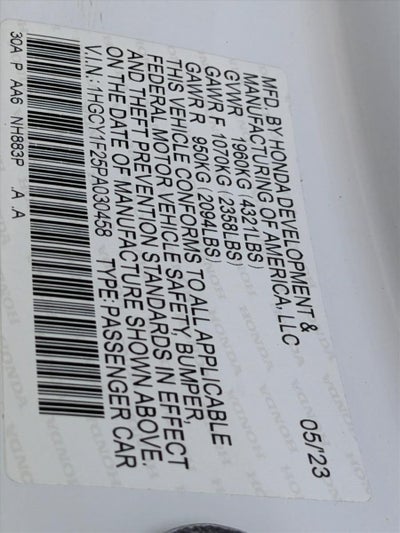 MFD. BY HONDA DEVELOPMENT &
MANUFACTURING OF AMERICA, LLC 05/'23
GVWR 1960KG (4321LBS)
GAWR F 1070KG (2358LBS)
GAWR R 950KG (2094LBS)
THIS VEHICLE CONFORMS TO ALL APPLICABLE
FEDERAL MOTOR VEHICLE SAFETY, BUMPER,
AND THEFT PREVENTION STANDARDS IN EFFECT
ON THE DATE OF MANUFACTURE SHOWN ABOVE.
V.I.N.: 1HGCY1F25PA030458 TYPE:PASSENGER CAR
30A P AA6 NH883P .A .A